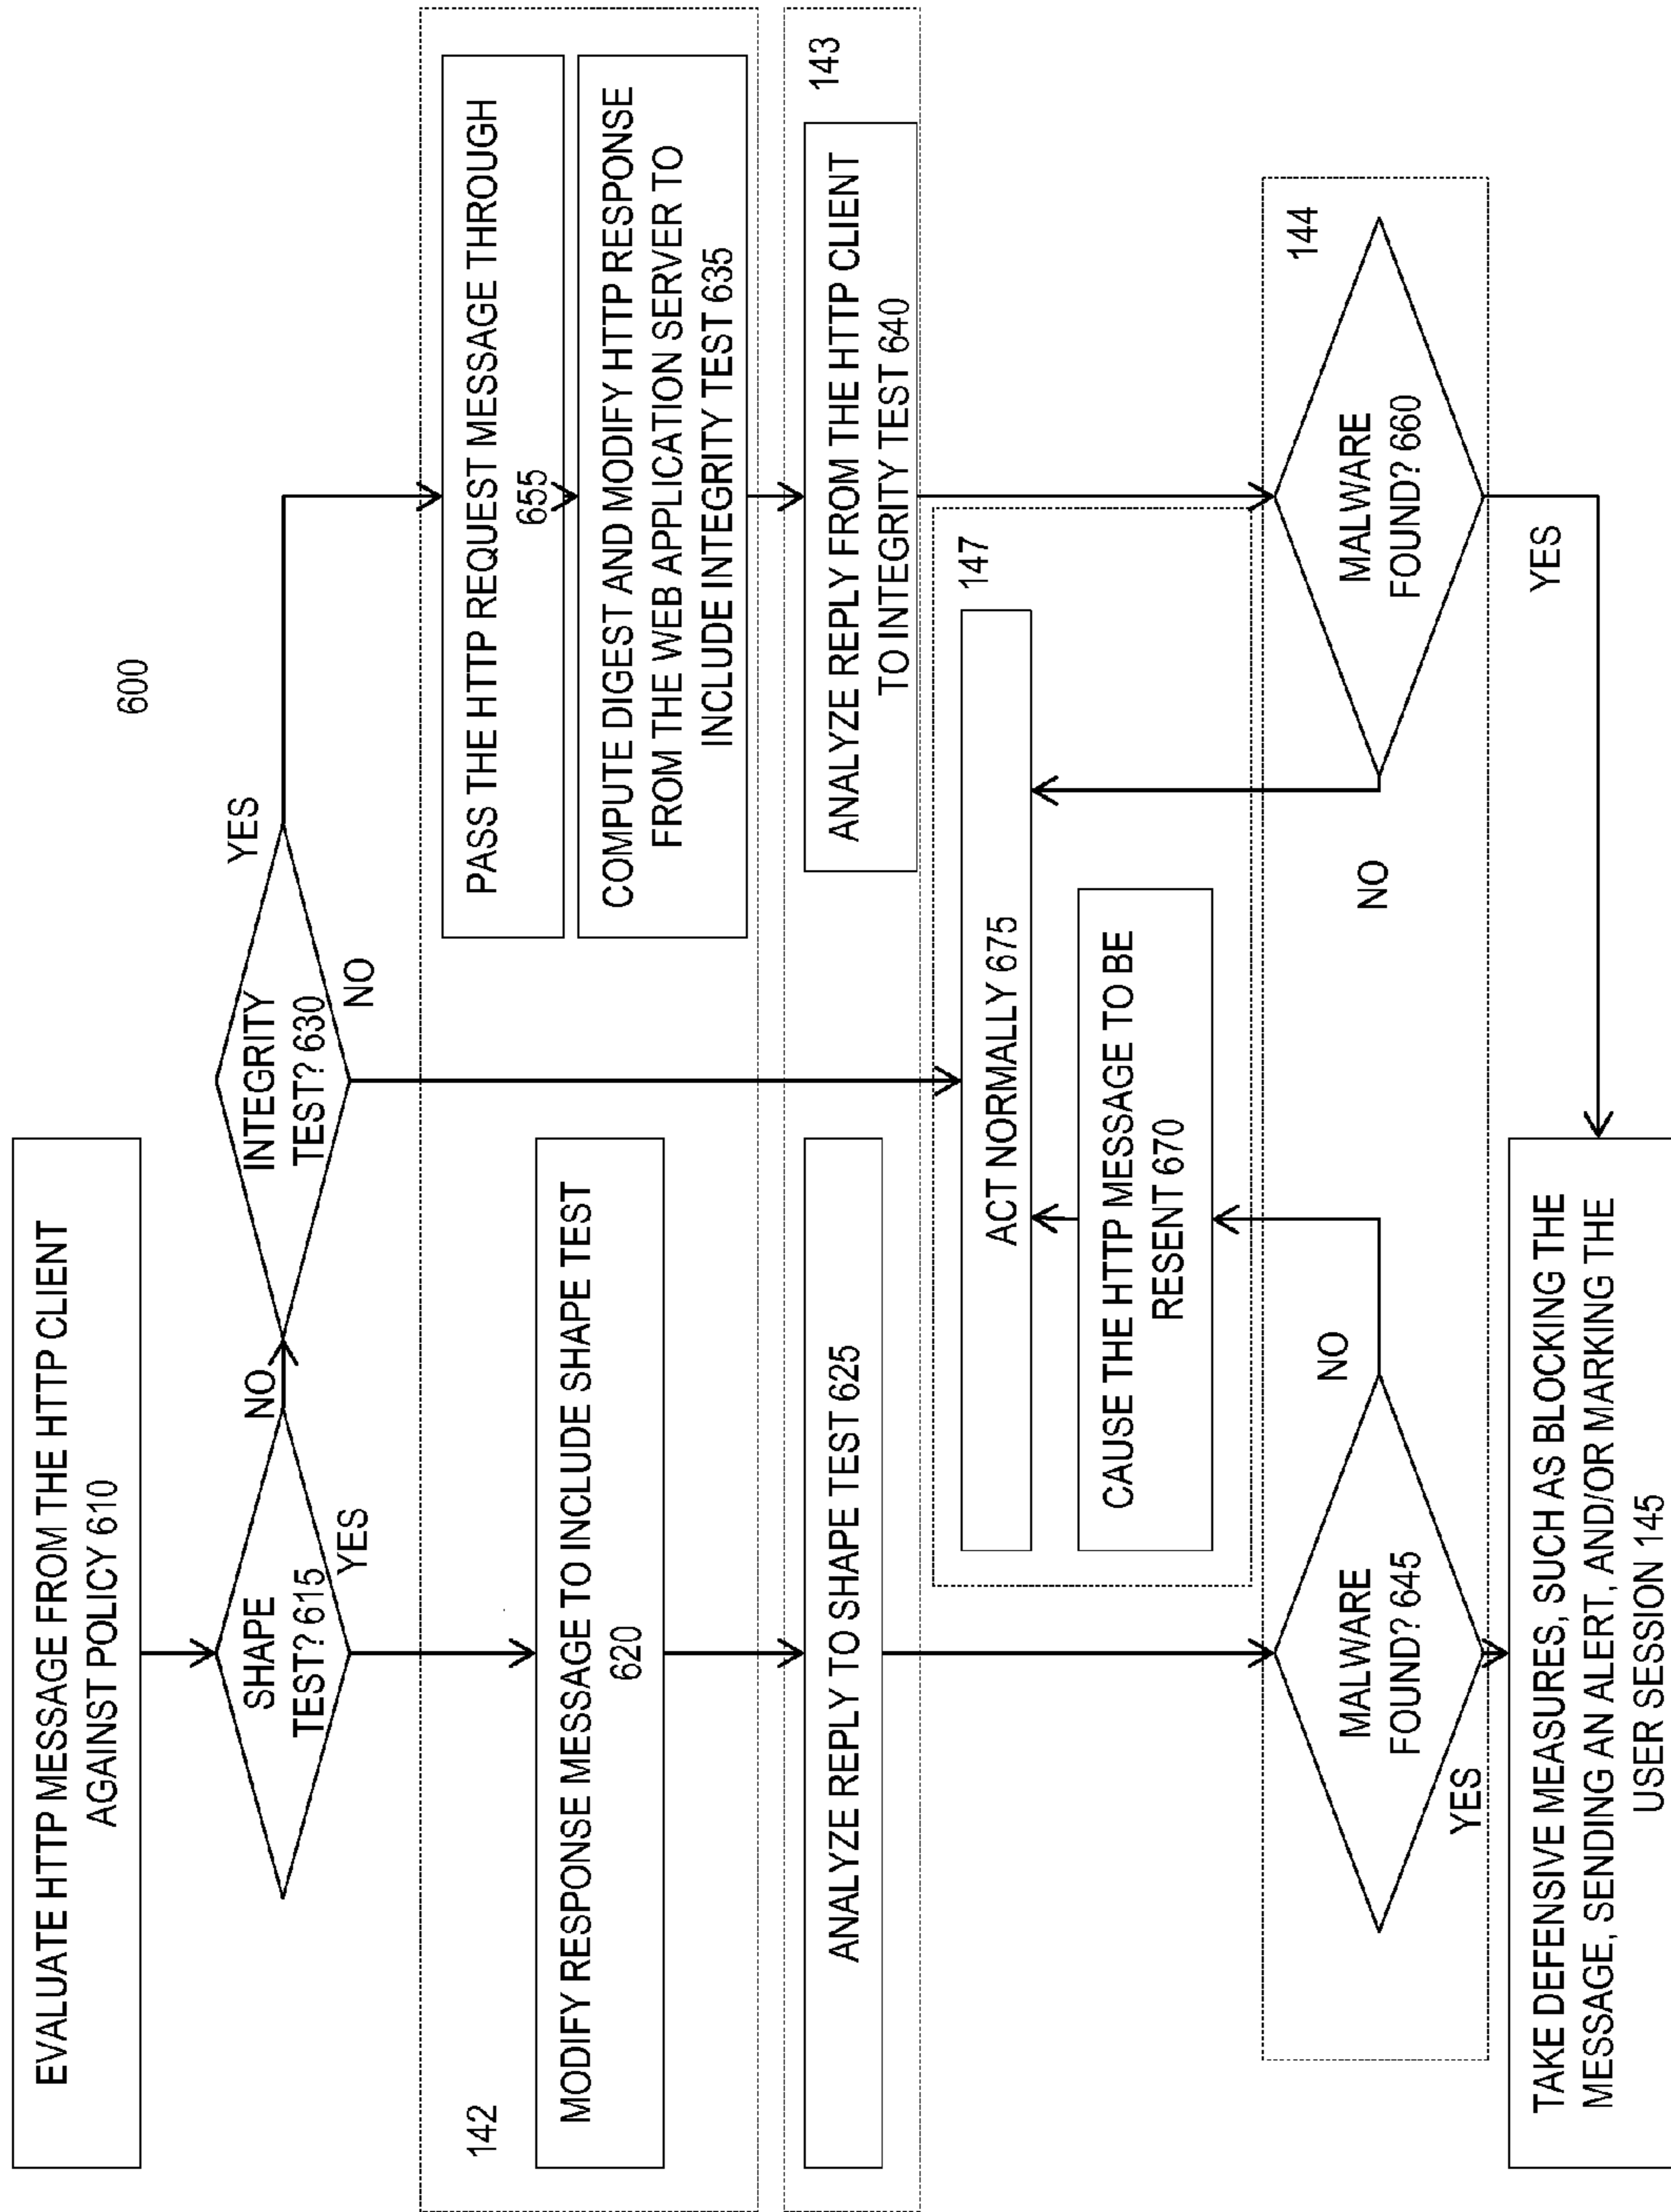 600
EVALUATE HTTP MESSAGE FROM THE HTTP CLIENT
AGAINST POLICY 610
SHAPE
TEST? 615
NO
YES
INTEGRITY
TEST? 630
YES
NO
142
MODIFY RESPONSE MESSAGE TO INCLUDE SHAPE TEST
620
PASS THE HTTP REQUEST MESSAGE THROUGH
655
COMPUTE DIGEST AND MODIFY HTTP RESPONSE
FROM THE WEB APPLICATION SERVER TO
INCLUDE INTEGRITY TEST 635
143
ANALYZE REPLY TO SHAPE TEST 625
ANALYZE REPLY FROM THE HTTP CLIENT
TO INTEGRITY TEST 640
147
ACT NORMALLY 675
CAUSE THE HTTP MESSAGE TO BE
RESENT 670
144
MALWARE
FOUND? 645
NO
YES
MALWARE
FOUND? 660
NO
YES
TAKE DEFENSIVE MEASURES, SUCH AS BLOCKING THE
MESSAGE, SENDING AN ALERT, AND/OR MARKING THE
USER SESSION 145